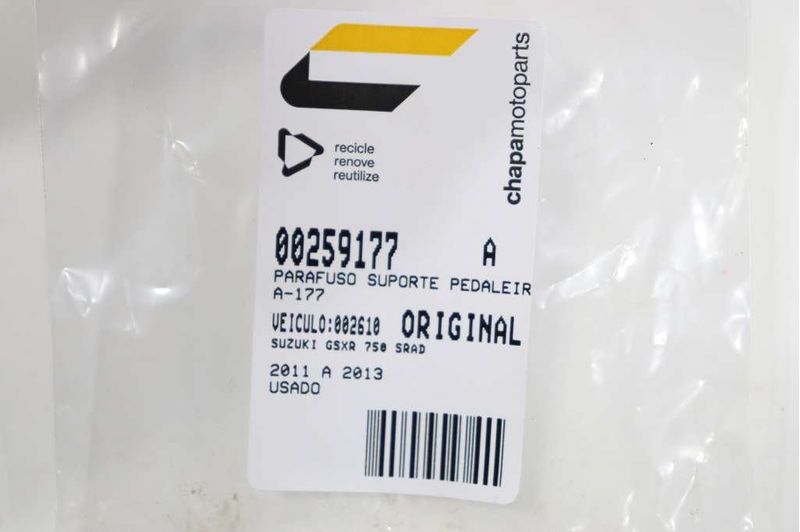 chapamotoparts
recicle
renove
reutilize
00259177 A
PARAFUSO SUPORTE PEDALEIR
A-177
VEICULO:002610 ORIGINAL
SUZUKI GSXR 750 SRAD
2011 A 2013
USADO